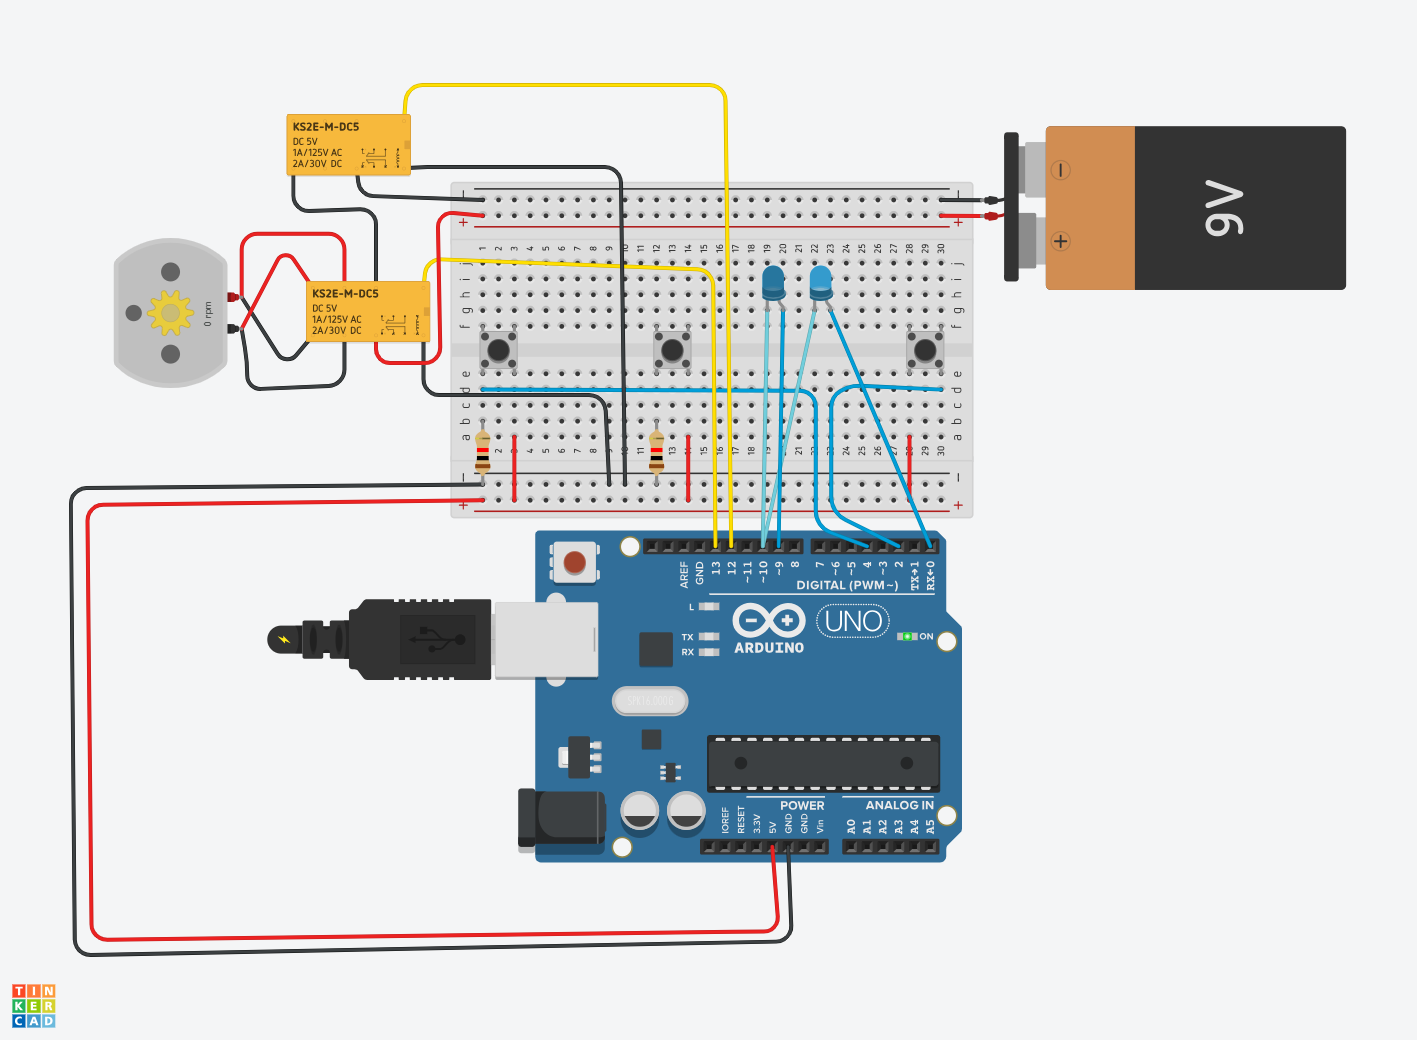 KS2E-M-DC5
DC 5V
1A/125V AC
2A/30V DC
9V
KS2E-M-DC5
DC 5V
1A/125V AC
2A/30V DC
0 rpm
1 2 3 4 5 6 7 8 9 10 11 12 13 14 15 16 17 18 19 20 21 22 23 24 25 26 27 28 29 30
j j
i i
h h
g g
f f
e e
d d
c c
b b
a a
AREF GND 13 12 ~11 ~10 ~9 8 7 ~6 ~5 4 ~3 2 TX→1 RX←0
DIGITAL (PWM~)
L
TX
RX
ARDUINO
UNO
ON
POWER
ANALOG IN
IOREF RESET 3.3V 5V GND GND Vin A0 A1 A2 A3 A4 A5
TIN
KER
CAD